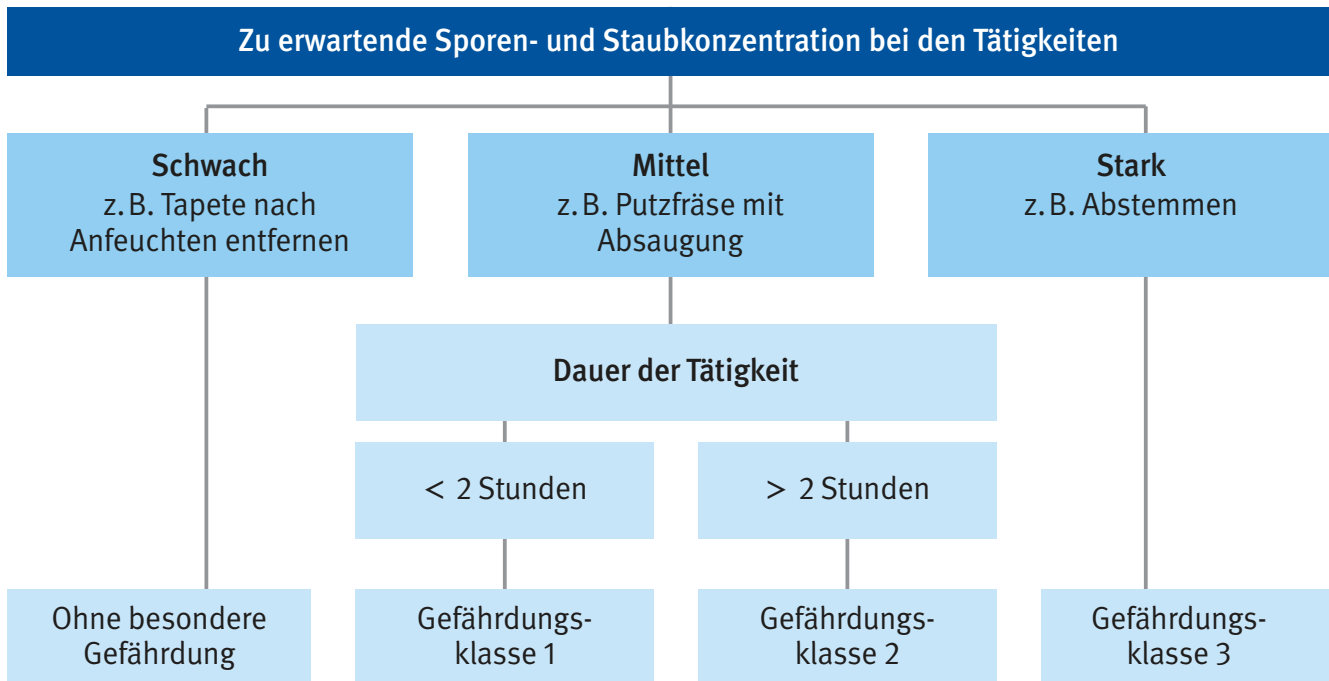 Zu erwartende Sporen- und Staubkonzentration bei den Tätigkeiten
Schwach
z. B. Tapete nach
Anfeuchten entfernen
Mittel
z. B. Putzfräse mit
Absaugung
Stark
z. B. Abstemmen
Dauer der Tätigkeit
< 2 Stunden
> 2 Stunden
Ohne besondere
Gefährdung
Gefährdungs-
klasse 1
Gefährdungs-
klasse 2
Gefährdungs-
klasse 3